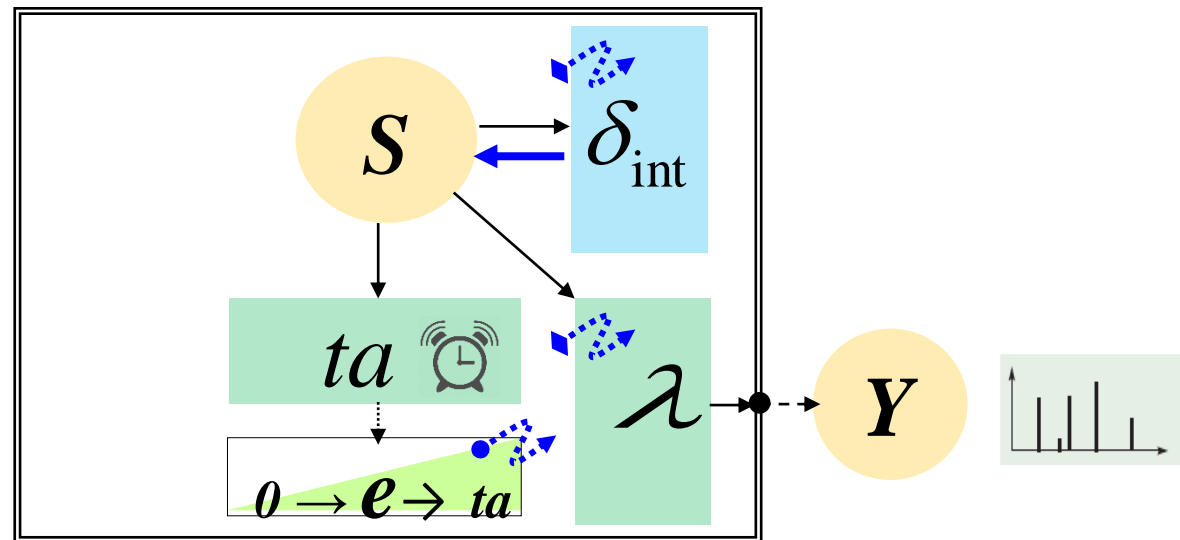 S
δint
ta
λ
Y
0 → e → ta